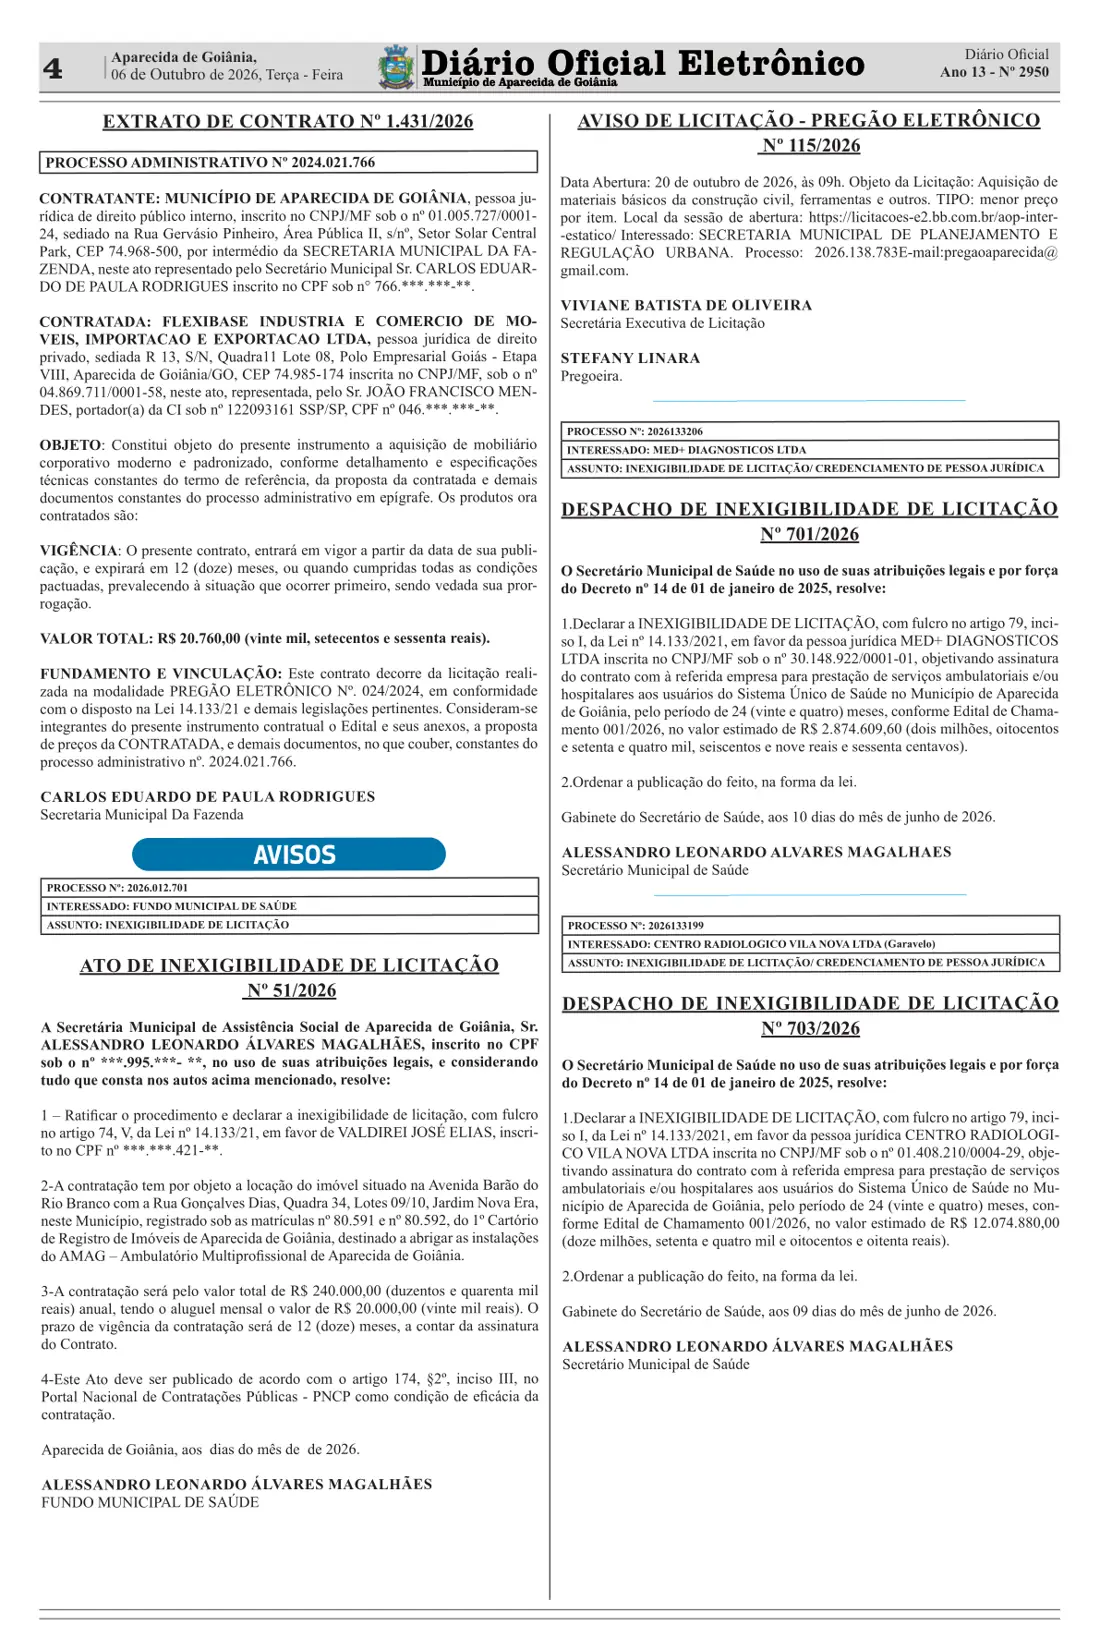 4
Aparecida de Goiânia,
06 de Outubro de 2026, Terça - Feira
Diário Oficial Eletrônico
Município de Aparecida de Goiânia
Diário Oficial
Ano 13 - Nº 2950
EXTRATO DE CONTRATO Nº 1.431/2026
PROCESSO ADMINISTRATIVO Nº 2024.021.766
CONTRATANTE: MUNICÍPIO DE APARECIDA DE GOIÂNIA, pessoa ju-
rídica de direito público interno, inscrito no CNPJ/MF sob o nº 01.005.727/0001-
24, sediado na Rua Gervásio Pinheiro, Área Pública II, s/nº, Setor Solar Central
Park, CEP 74.968-500, por intermédio da SECRETARIA MUNICIPAL DA FA-
ZENDA, neste ato representado pelo Secretário Municipal Sr. CARLOS EDUAR-
DO DE PAULA RODRIGUES inscrito no CPF sob n° 766.***.***-**.
CONTRATADA: FLEXIBASE INDUSTRIA E COMERCIO DE MO-
VEIS, IMPORTACAO E EXPORTACAO LTDA, pessoa jurídica de direito
privado, sediada R 13, S/N, Quadra11 Lote 08, Polo Empresarial Goiás - Etapa
VIII, Aparecida de Goiânia/GO, CEP 74.985-174 inscrita no CNPJ/MF, sob o nº
04.869.711/0001-58, neste ato, representada, pelo Sr. JOÃO FRANCISCO MEN-
DES, portador(a) da CI sob nº 122093161 SSP/SP, CPF nº 046.***.***-**.
OBJETO: Constitui objeto do presente instrumento a aquisição de mobiliário
corporativo moderno e padronizado, conforme detalhamento e especificações
técnicas constantes do termo de referência, da proposta da contratada e demais
documentos constantes do processo administrativo em epígrafe. Os produtos ora
contratados são:
VIGÊNCIA: O presente contrato, entrará em vigor a partir da data de sua publi-
cação, e expirará em 12 (doze) meses, ou quando cumpridas todas as condições
pactuadas, prevalecendo à situação que ocorrer primeiro, sendo vedada sua pror-
rogação.
VALOR TOTAL: R$ 20.760,00 (vinte mil, setecentos e sessenta reais).
FUNDAMENTO E VINCULAÇÃO: Este contrato decorre da licitação reali-
zada na modalidade PREGÃO ELETRÔNICO Nº. 024/2024, em conformidade
com o disposto na Lei 14.133/21 e demais legislações pertinentes. Consideram-se
integrantes do presente instrumento contratual o Edital e seus anexos, a proposta
de preços da CONTRATADA, e demais documentos, no que couber, constantes do
processo administrativo nº. 2024.021.766.
CARLOS EDUARDO DE PAULA RODRIGUES
Secretaria Municipal Da Fazenda
AVISOS
PROCESSO Nº: 2026.012.701
INTERESSADO: FUNDO MUNICIPAL DE SAÚDE
ASSUNTO: INEXIGIBILIDADE DE LICITAÇÃO
ATO DE INEXIGIBILIDADE DE LICITAÇÃO
Nº 51/2026
A Secretária Municipal de Assistência Social de Aparecida de Goiânia, Sr.
ALESSANDRO LEONARDO ÁLVARES MAGALHÃES, inscrito no CPF
sob o nº ***.995.***- **, no uso de suas atribuições legais, e considerando
tudo que consta nos autos acima mencionado, resolve:
1 – Ratificar o procedimento e declarar a inexigibilidade de licitação, com fulcro
no artigo 74, V, da Lei nº 14.133/21, em favor de VALDIREI JOSÉ ELIAS, inscri-
to no CPF nº ***.***.421-**.
2-A contratação tem por objeto a locação do imóvel situado na Avenida Barão do
Rio Branco com a Rua Gonçalves Dias, Quadra 34, Lotes 09/10, Jardim Nova Era,
neste Município, registrado sob as matrículas nº 80.591 e nº 80.592, do 1º Cartório
de Registro de Imóveis de Aparecida de Goiânia, destinado a abrigar as instalações
do AMAG – Ambulatório Multiprofissional de Aparecida de Goiânia.
3-A contratação será pelo valor total de R$ 240.000,00 (duzentos e quarenta mil
reais) anual, tendo o aluguel mensal o valor de R$ 20.000,00 (vinte mil reais). O
prazo de vigência da contratação será de 12 (doze) meses, a contar da assinatura
do Contrato.
4-Este Ato deve ser publicado de acordo com o artigo 174, §2º, inciso III, no
Portal Nacional de Contratações Públicas - PNCP como condição de eficácia da
contratação.
Aparecida de Goiânia, aos  dias do mês de  de 2026.
ALESSANDRO LEONARDO ÁLVARES MAGALHÃES
FUNDO MUNICIPAL DE SAÚDE
AVISO DE LICITAÇÃO - PREGÃO ELETRÔNICO
Nº 115/2026
Data Abertura: 20 de outubro de 2026, às 09h. Objeto da Licitação: Aquisição de
materiais básicos da construção civil, ferramentas e outros. TIPO: menor preço
por item. Local da sessão de abertura: https://licitacoes-e2.bb.com.br/aop-inter-
-estatico/ Interessado: SECRETARIA MUNICIPAL DE PLANEJAMENTO E
REGULAÇÃO URBANA. Processo: 2026.138.783E-mail:pregaoaparecida@
gmail.com.
VIVIANE BATISTA DE OLIVEIRA
Secretária Executiva de Licitação
STEFANY LINARA
Pregoeira.
PROCESSO Nº: 2026133206
INTERESSADO: MED+ DIAGNOSTICOS LTDA
ASSUNTO: INEXIGIBILIDADE DE LICITAÇÃO/ CREDENCIAMENTO DE PESSOA JURÍDICA
DESPACHO DE INEXIGIBILIDADE DE LICITAÇÃO
Nº 701/2026
O Secretário Municipal de Saúde no uso de suas atribuições legais e por força
do Decreto nº 14 de 01 de janeiro de 2025, resolve:
1.Declarar a INEXIGIBILIDADE DE LICITAÇÃO, com fulcro no artigo 79, inci-
so I, da Lei nº 14.133/2021, em favor da pessoa jurídica MED+ DIAGNOSTICOS
LTDA inscrita no CNPJ/MF sob o nº 30.148.922/0001-01, objetivando assinatura
do contrato com à referida empresa para prestação de serviços ambulatoriais e/ou
hospitalares aos usuários do Sistema Único de Saúde no Município de Aparecida
de Goiânia, pelo período de 24 (vinte e quatro) meses, conforme Edital de Chama-
mento 001/2026, no valor estimado de R$ 2.874.609,60 (dois milhões, oitocentos
e setenta e quatro mil, seiscentos e nove reais e sessenta centavos).
2.Ordenar a publicação do feito, na forma da lei.
Gabinete do Secretário de Saúde, aos 10 dias do mês de junho de 2026.
ALESSANDRO LEONARDO ALVARES MAGALHAES
Secretário Municipal de Saúde
PROCESSO Nº: 2026133199
INTERESSADO: CENTRO RADIOLOGICO VILA NOVA LTDA (Garavelo)
ASSUNTO: INEXIGIBILIDADE DE LICITAÇÃO/ CREDENCIAMENTO DE PESSOA JURÍDICA
DESPACHO DE INEXIGIBILIDADE DE LICITAÇÃO
Nº 703/2026
O Secretário Municipal de Saúde no uso de suas atribuições legais e por força
do Decreto nº 14 de 01 de janeiro de 2025, resolve:
1.Declarar a INEXIGIBILIDADE DE LICITAÇÃO, com fulcro no artigo 79, inci-
so I, da Lei nº 14.133/2021, em favor da pessoa jurídica CENTRO RADIOLOGI-
CO VILA NOVA LTDA inscrita no CNPJ/MF sob o nº 01.408.210/0004-29, obje-
tivando assinatura do contrato com à referida empresa para prestação de serviços
ambulatoriais e/ou hospitalares aos usuários do Sistema Único de Saúde no Mu-
nicípio de Aparecida de Goiânia, pelo período de 24 (vinte e quatro) meses, con-
forme Edital de Chamamento 001/2026, no valor estimado de R$ 12.074.880,00
(doze milhões, setenta e quatro mil e oitocentos e oitenta reais).
2.Ordenar a publicação do feito, na forma da lei.
Gabinete do Secretário de Saúde, aos 09 dias do mês de junho de 2026.
ALESSANDRO LEONARDO ÁLVARES MAGALHÃES
Secretário Municipal de Saúde